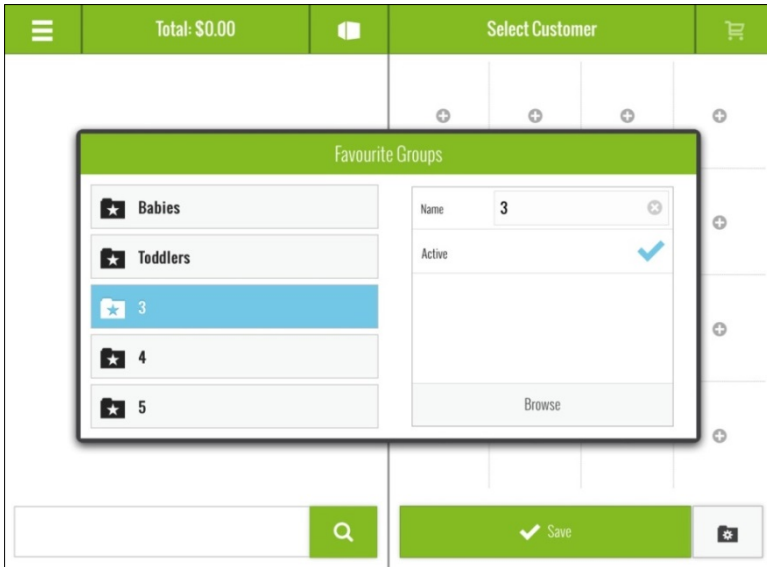 Total: $0.00
Select Customer
Favourite Groups
Babies
Toddlers
3
4
5
Name 3
Active
Browse
Save